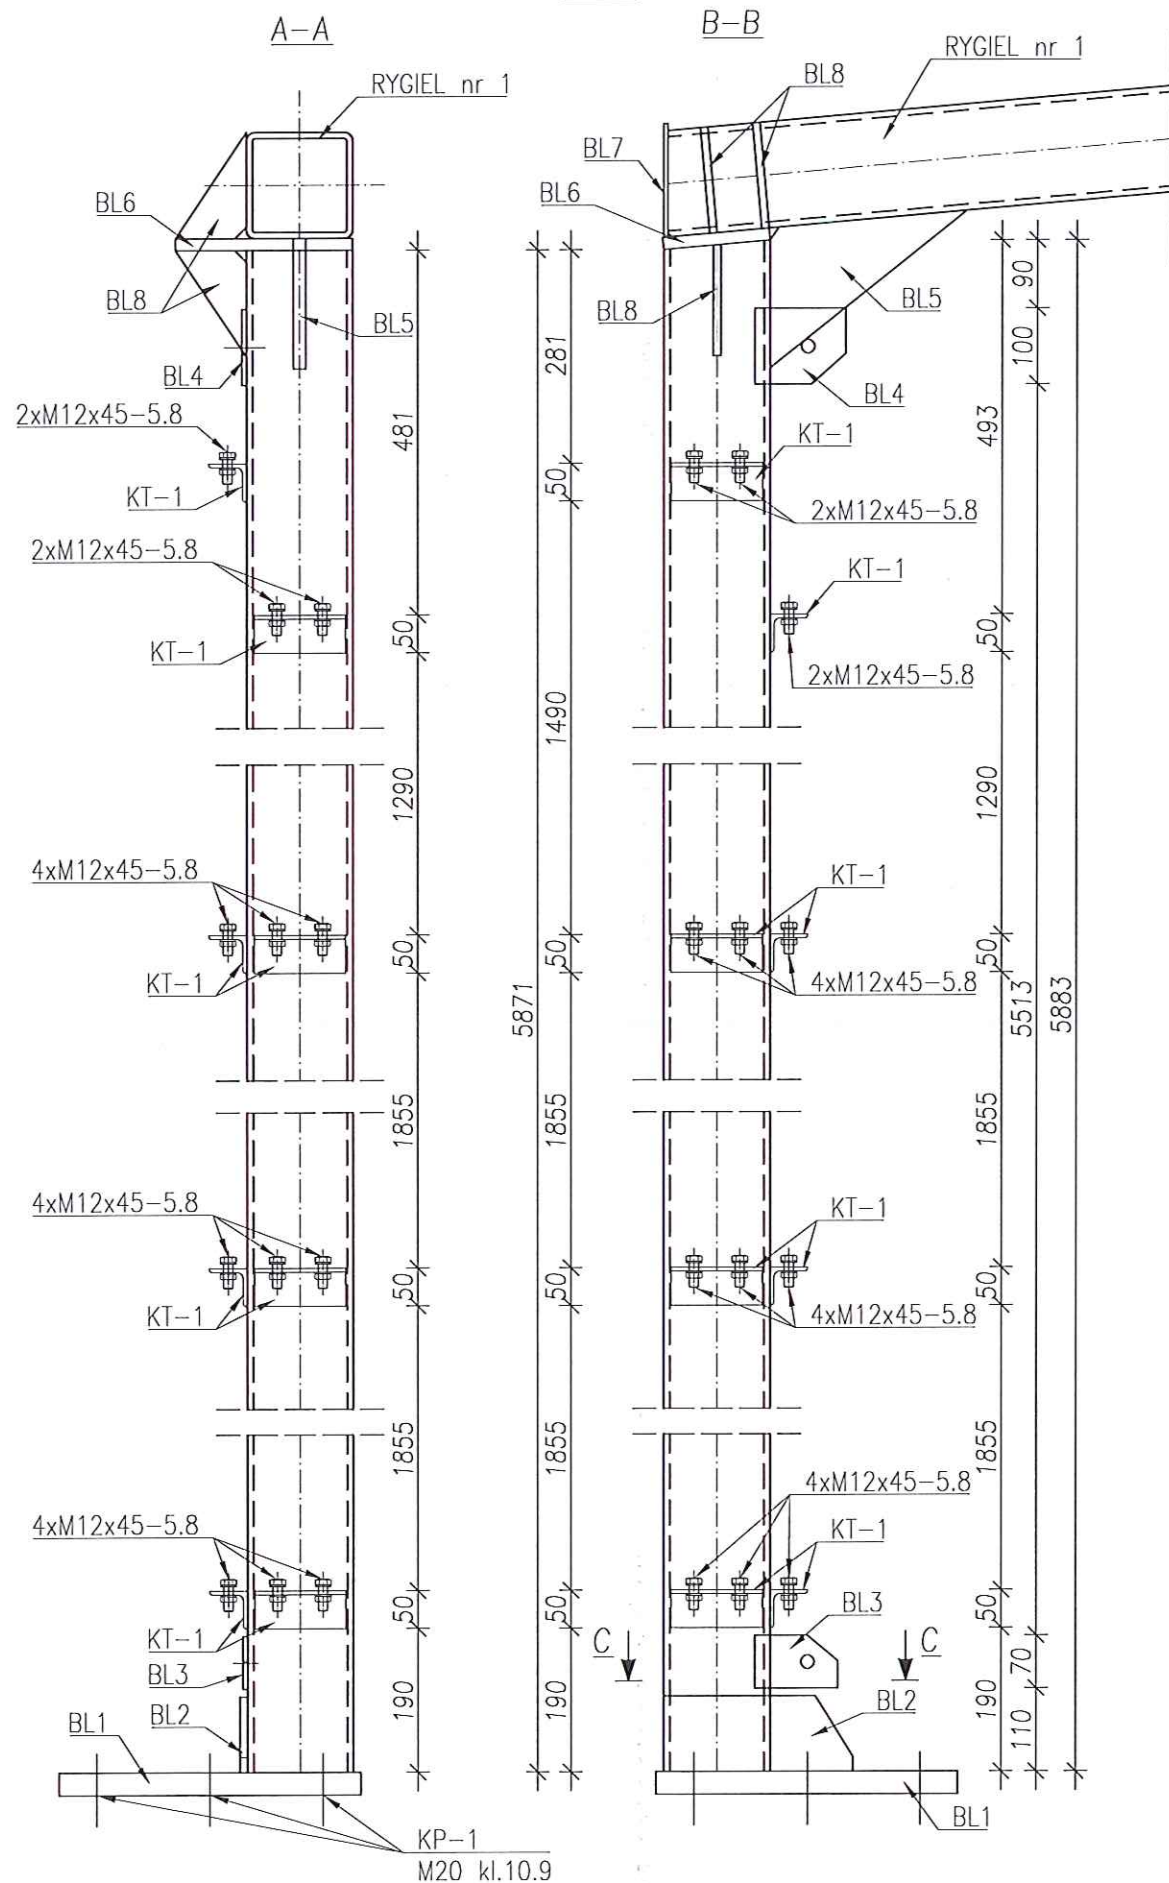 A-A
B-B
RYGIEL nr 1
RYGIEL nr 1
BL8
BL7
BL6
BL6
BL8
BL5
BL4
BL8
BL5
BL4
90
100
281
481
493
2xM12x45-5.8
KT-1
KT-1
50
2xM12x45-5.8
2xM12x45-5.8
KT-1
KT-1
50
50
2xM12x45-5.8
1490
1290
1290
4xM12x45-5.8
KT-1
KT-1
50
50
50
4xM12x45-5.8
5871
5513
5883
1855
1855
1855
4xM12x45-5.8
KT-1
KT-1
50
50
50
4xM12x45-5.8
1855
1855
1855
4xM12x45-5.8
4xM12x45-5.8
KT-1
KT-1
50
50
50
BL3
BL3
C
C
70
BL2
BL2
190
190
190
110
BL1
BL1
KP-1
M20 kl.10.9